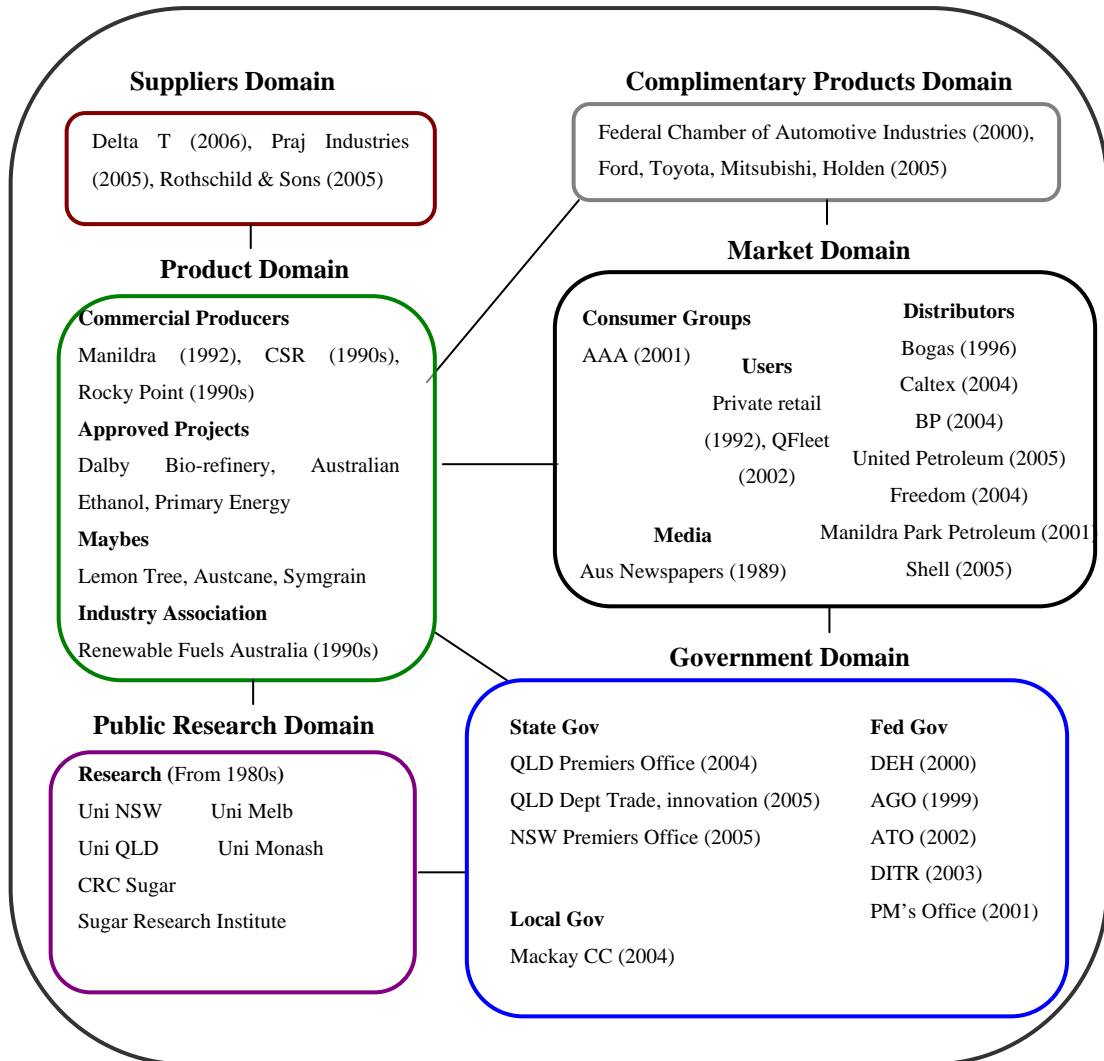 Suppliers Domain
Delta T (2006), Praj Industries
(2005), Rothschild & Sons (2005)
Complimentary Products Domain
Federal Chamber of Automotive Industries (2000),
Ford, Toyota, Mitsubishi, Holden (2005)
Product Domain
Commercial Producers
Manildra (1992), CSR (1990s),
Rocky Point (1990s)
Approved Projects
Dalby Bio-refinery, Australian
Ethanol, Primary Energy
Maybes
Lemon Tree, Austcane, Symgrain
Industry Association
Renewable Fuels Australia (1990s)
Market Domain
Consumer Groups
AAA (2001)
Users
Private retail
(1992), QFleet
(2002)
Media
Aus Newspapers (1989)
Distributors
Bogas (1996)
Caltex (2004)
BP (2004)
United Petroleum (2005)
Freedom (2004)
Manildra Park Petroleum (2001)
Shell (2005)
Public Research Domain
Research (From 1980s)
Uni NSW Uni Melb
Uni QLD Uni Monash
CRC Sugar
Sugar Research Institute
Government Domain
State Gov
QLD Premiers Office (2004)
QLD Dept Trade, innovation (2005)
NSW Premiers Office (2005)
Local Gov
Mackay CC (2004)
Fed Gov
DEH (2000)
AGO (1999)
ATO (2002)
DITR (2003)
PM's Office (2001)